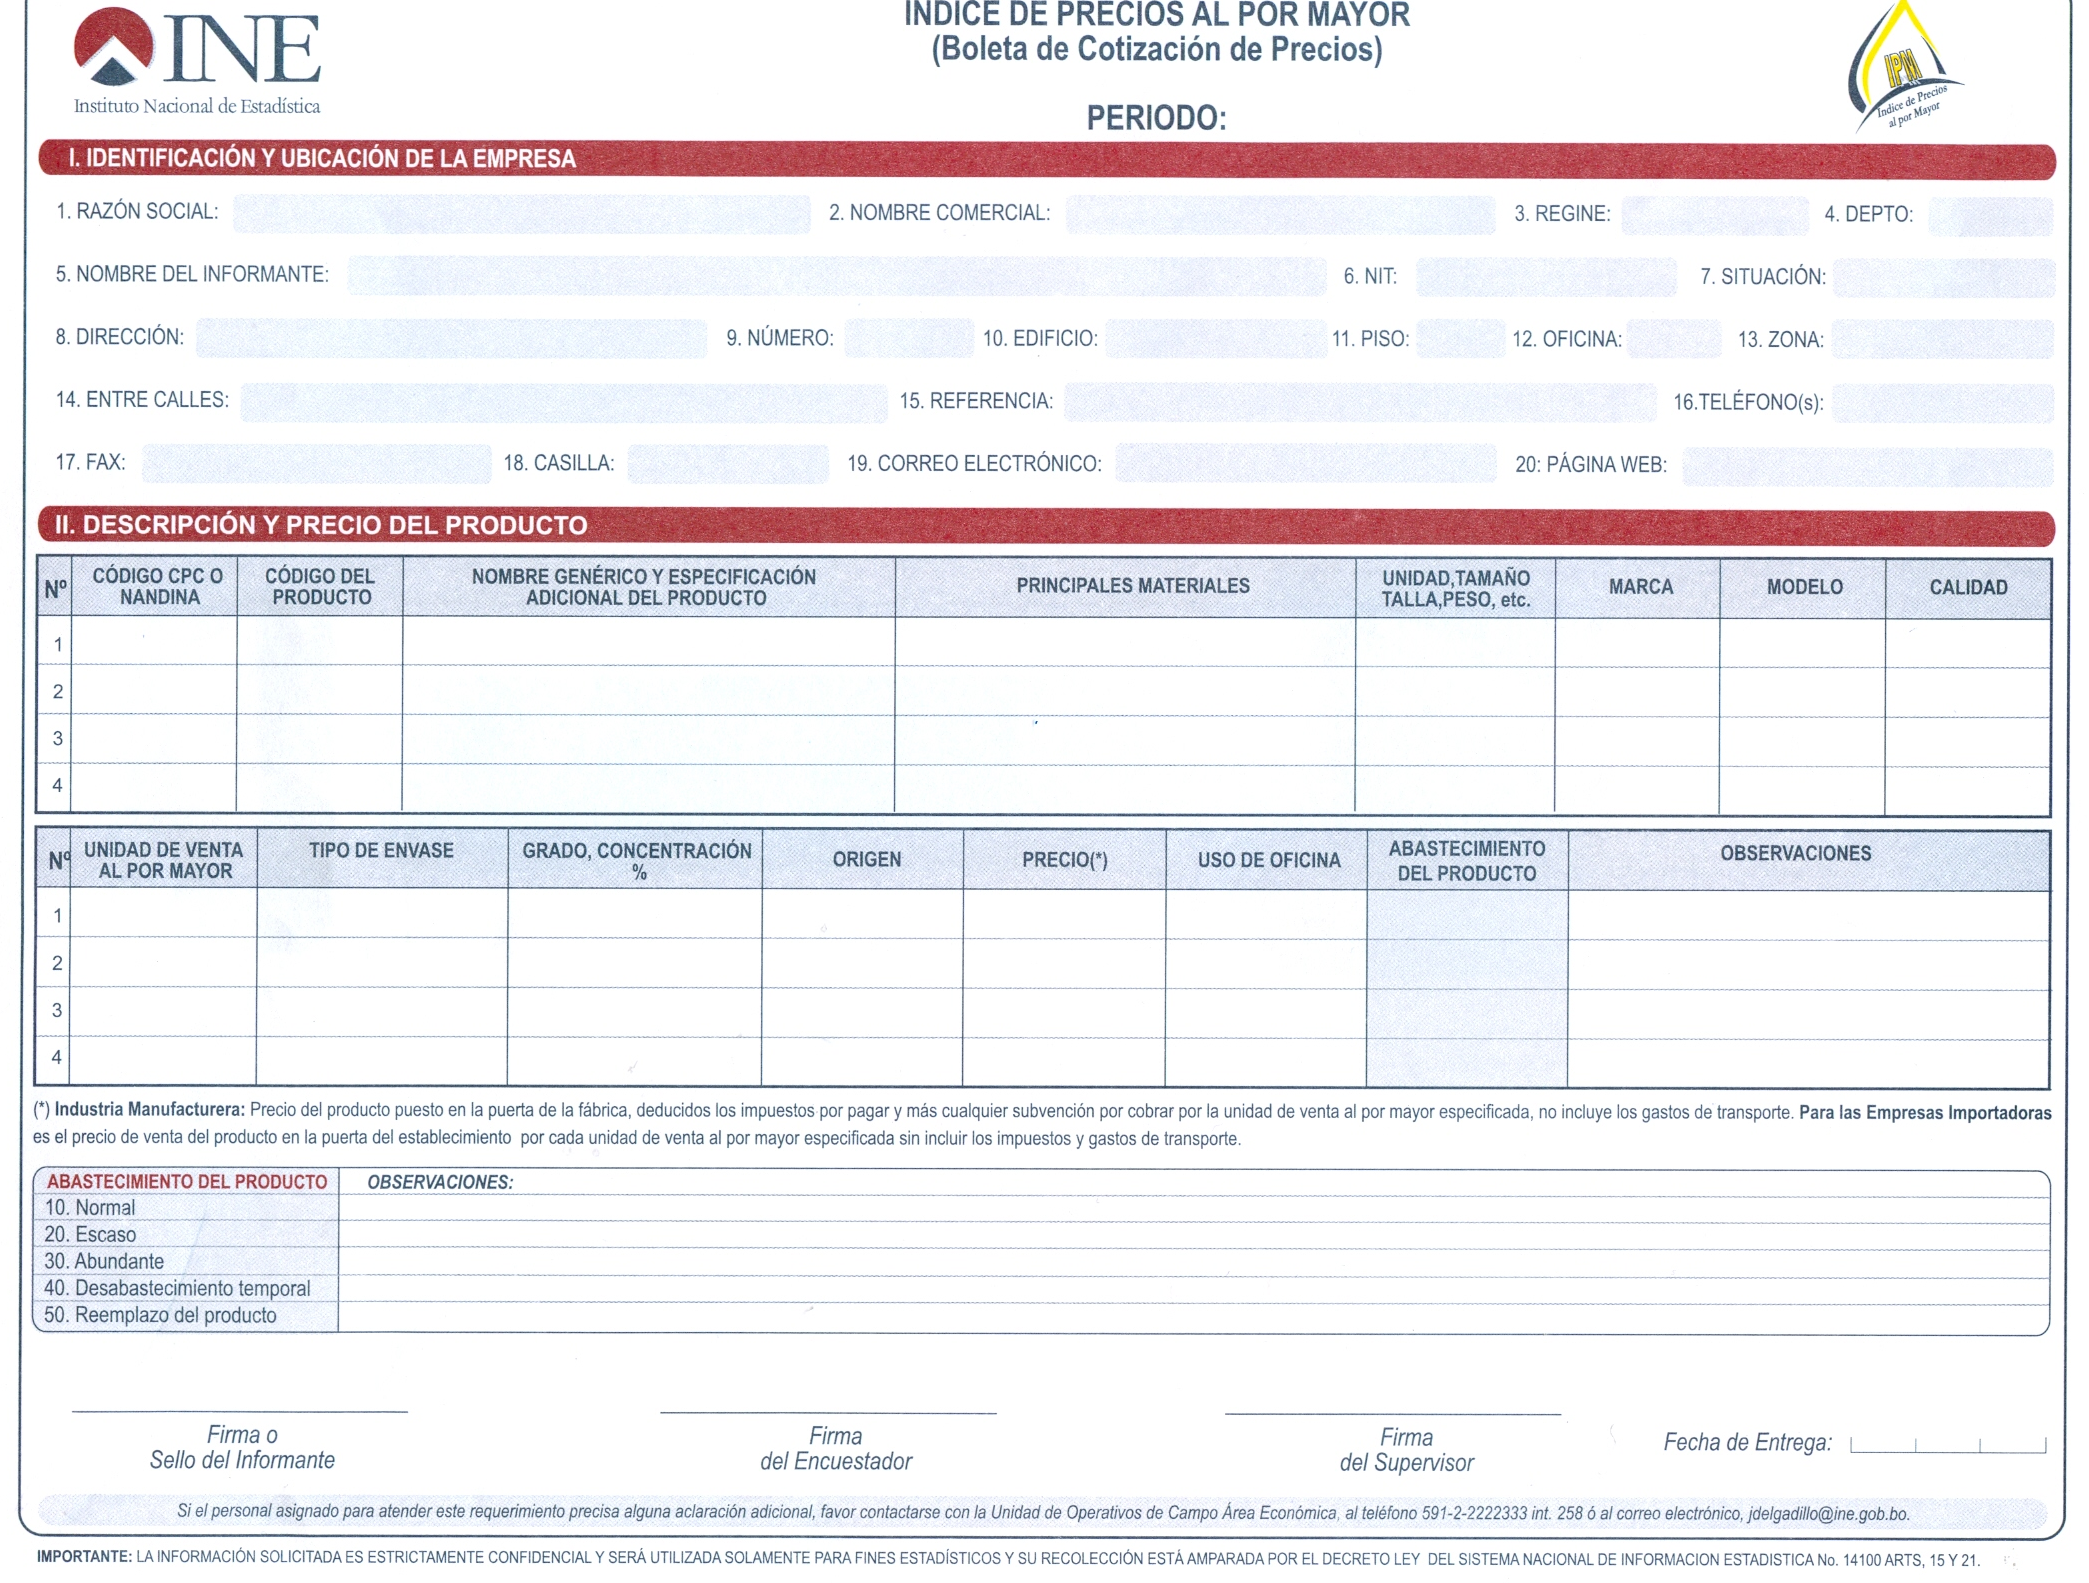 INE
Instituto Nacional de Estadística
INDICE DE PRECIOS AL POR MAYOR
(Boleta de Cotización de Precios)
PERIODO:
IPM
Indice de Precios
al por Mayor
I. IDENTIFICACIÓN Y UBICACIÓN DE LA EMPRESA
1. RAZÓN SOCIAL: 2. NOMBRE COMERCIAL: 3. REGINE: 4. DEPTO:
5. NOMBRE DEL INFORMANTE: 6. NIT: 7. SITUACIÓN:
8. DIRECCIÓN: 9. NÚMERO: 10. EDIFICIO: 11. PISO: 12. OFICINA: 13. ZONA:
14. ENTRE CALLES: 15. REFERENCIA: 16.TELÉFONO(s):
17. FAX: 18. CASILLA: 19. CORREO ELECTRÓNICO: 20: PÁGINA WEB:
II. DESCRIPCIÓN Y PRECIO DEL PRODUCTO
Nº CÓDIGO CPC O NANDINA CÓDIGO DEL PRODUCTO NOMBRE GENÉRICO Y ESPECIFICACIÓN ADICIONAL DEL PRODUCTO PRINCIPALES MATERIALES UNIDAD,TAMAÑO TALLA,PESO, etc. MARCA MODELO CALIDAD
1
2
3
4
Nº UNIDAD DE VENTA AL POR MAYOR TIPO DE ENVASE GRADO, CONCENTRACIÓN % ORIGEN PRECIO(*) USO DE OFICINA ABASTECIMIENTO DEL PRODUCTO OBSERVACIONES
1
2
3
4
(*) Industria Manufacturera: Precio del producto puesto en la puerta de la fábrica, deducidos los impuestos por pagar y más cualquier subvención por cobrar por la unidad de venta al por mayor especificada, no incluye los gastos de transporte. Para las Empresas Importadoras
es el precio de venta del producto en la puerta del establecimiento por cada unidad de venta al por mayor especificada sin incluir los impuestos y gastos de transporte.
ABASTECIMIENTO DEL PRODUCTO OBSERVACIONES:
10. Normal
20. Escaso
30. Abundante
40. Desabastecimiento temporal
50. Reemplazo del producto
Firma o
Sello del Informante
Firma
del Encuestador
Firma
del Supervisor
Fecha de Entrega:
Si el personal asignado para atender este requerimiento precisa alguna aclaración adicional, favor contactarse con la Unidad de Operativos de Campo Área Económica, al teléfono 591-2-2222333 int. 258 ó al correo electrónico, jdelgadillo@ine.gob.bo.
IMPORTANTE: LA INFORMACIÓN SOLICITADA ES ESTRICTAMENTE CONFIDENCIAL Y SERÁ UTILIZADA SOLAMENTE PARA FINES ESTADÍSTICOS Y SU RECOLECCIÓN ESTÁ AMPARADA POR EL DECRETO LEY DEL SISTEMA NACIONAL DE INFORMACION ESTADISTICA No. 14100 ARTS, 15 Y 21.